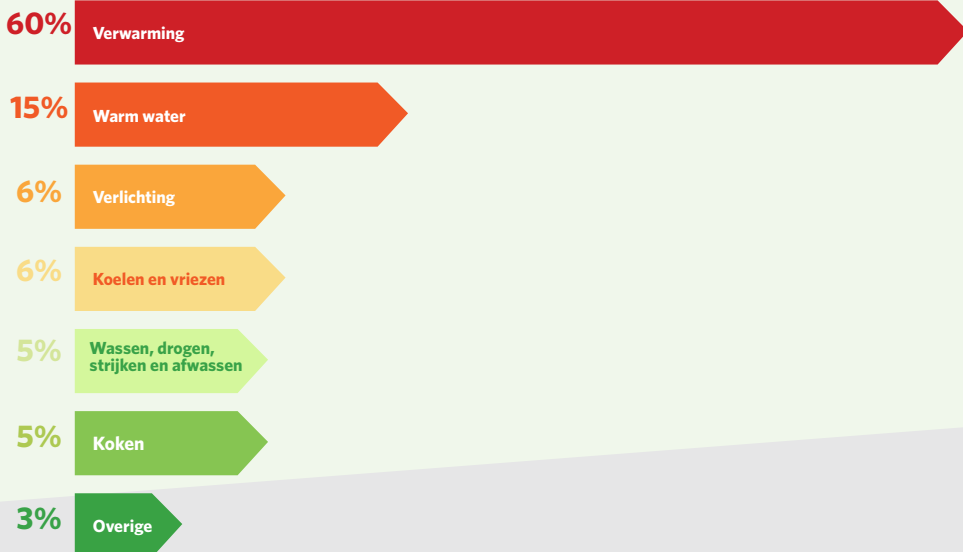 60% Verwarming
15% Warm water
6% Verlichting
6% Koelen en vriezen
5% Wassen, drogen,
strijken en afwassen
5% Koken
3% Overige